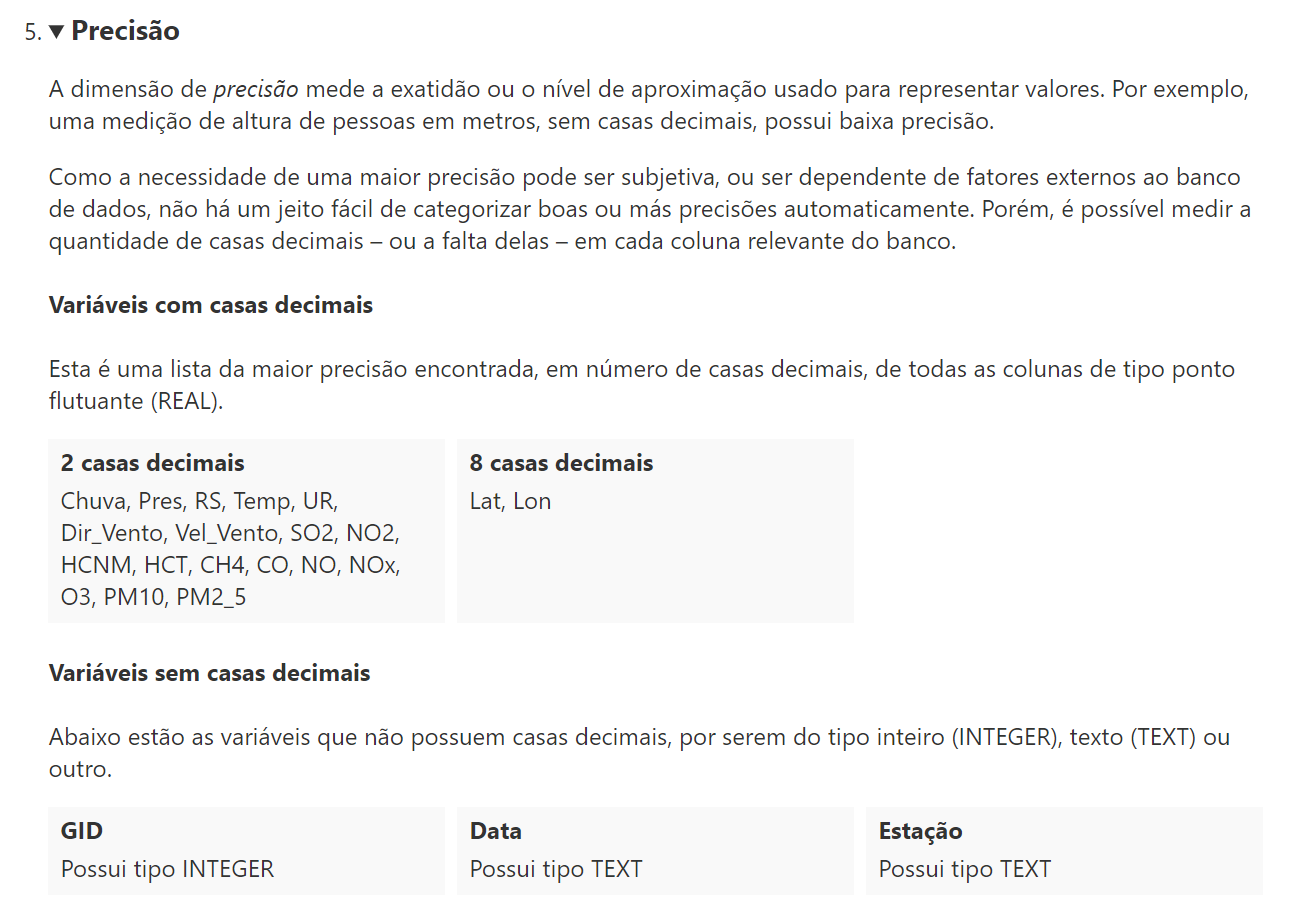 5. ▼ Precisão
A dimensão de precisão mede a exatidão ou o nível de aproximação usado para representar valores. Por exemplo,
uma medição de altura de pessoas em metros, sem casas decimais, possui baixa precisão.
Como a necessidade de uma maior precisão pode ser subjetiva, ou ser dependente de fatores externos ao banco
de dados, não há um jeito fácil de categorizar boas ou más precisões automaticamente. Porém, é possível medir a
quantidade de casas decimais – ou a falta delas – em cada coluna relevante do banco.
Variáveis com casas decimais
Esta é uma lista da maior precisão encontrada, em número de casas decimais, de todas as colunas de tipo ponto
flutuante (REAL).
2 casas decimais
Chuva, Pres, RS, Temp, UR,
Dir_Vento, Vel_Vento, SO2, NO2,
HCNM, HCT, CH4, CO, NO, NOx,
O3, PM10, PM2_5
8 casas decimais
Lat, Lon
Variáveis sem casas decimais
Abaixo estão as variáveis que não possuem casas decimais, por serem do tipo inteiro (INTEGER), texto (TEXT) ou
outro.
GID
Possui tipo INTEGER
Data
Possui tipo TEXT
Estação
Possui tipo TEXT